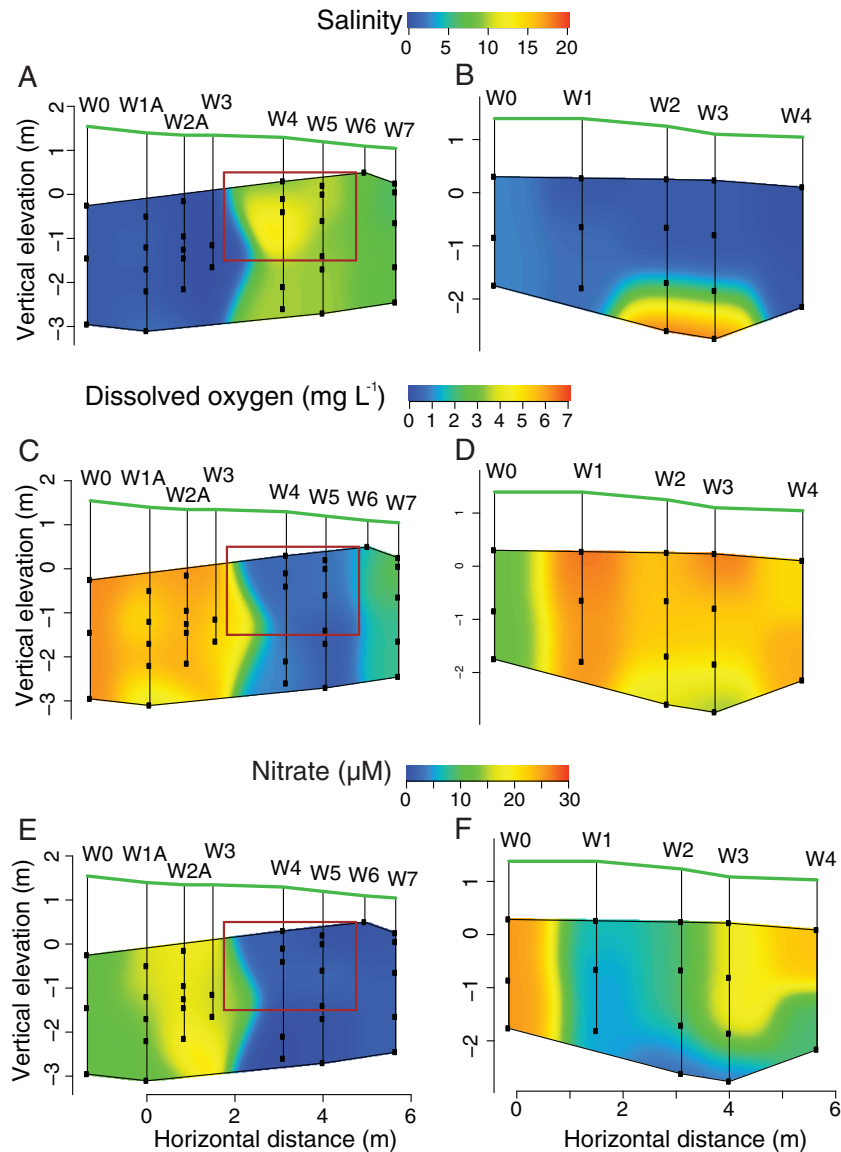 Salinity
0 5 10 15 20
A
W0 W1A W2A W3 W4 W5 W6 W7
Vertical elevation (m)
2 1 0 −1 −2 −3
B
W0 W1 W2 W3 W4
1 0 −1 −2
Dissolved oxygen (mg L-1)
0 1 2 3 4 5 6 7
C
W0 W1A W2A W3 W4 W5 W6 W7
Vertical elevation (m)
2 1 0 −1 −2 −3
D
W0 W1 W2 W3 W4
1 0 −1 −2
Nitrate (µM)
0 10 20 30
E
W0 W1A W2A W3 W4 W5 W6 W7
Vertical elevation (m)
2 1 0 −1 −2 −3
0 2 4 6
Horizontal distance (m)
F
W0 W1 W2 W3 W4
1 0 −1 −2
0 2 4 6
Horizontal distance (m)